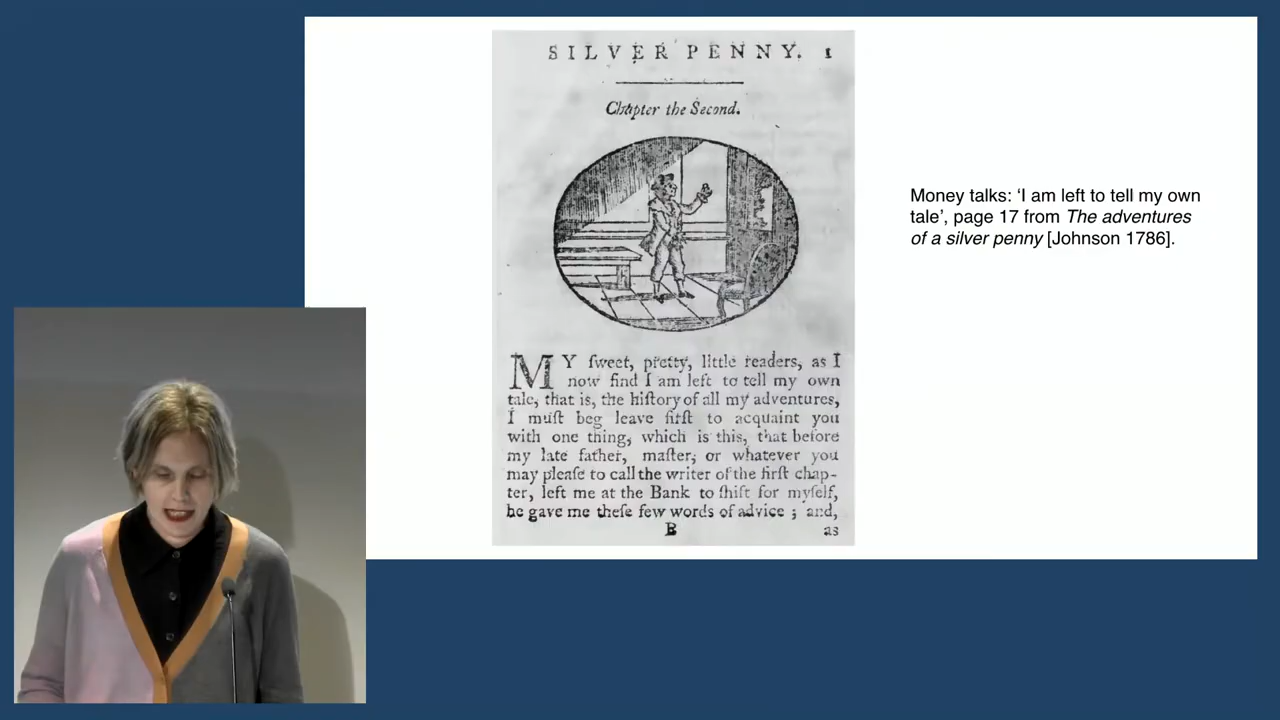 SILVER PENNY. 1
Chapter the Second.
MY ſweet, pretty, little readers, as I
now find I am left to tell my own
tale, that is, the hiſtory of all my adventures,
I muſt beg leave firſt to acquaint you
with one thing, which is this, that before
my late father, maſter, or whatever you
may pleaſe to call the writer of the firſt chap-
ter, left me at the Bank to ſhift for myſelf,
he gave me theſe few words of advice ; and,
B as
Money talks: ‘I am left to tell my own
tale’, page 17 from The adventures
of a silver penny [Johnson 1786].